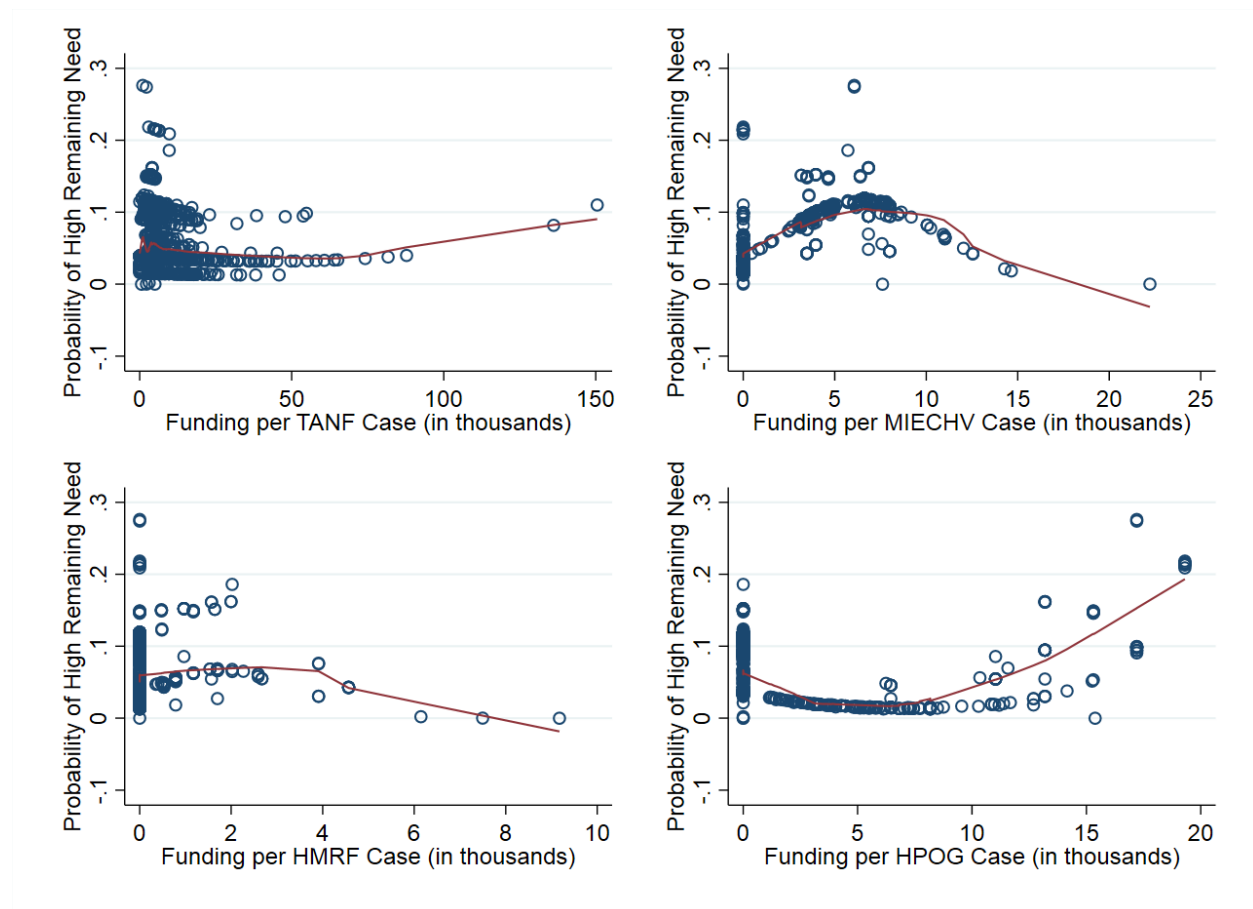 Probability of High Remaining Need
.3
.2
.1
0
-.1
0 50 100 150
Funding per TANF Case (in thousands)
Probability of High Remaining Need
.3
.2
.1
0
-.1
0 5 10 15 20 25
Funding per MIECHV Case (in thousands)
Probability of High Remaining Need
.3
.2
.1
0
-.1
0 2 4 6 8 10
Funding per HMRF Case (in thousands)
Probability of High Remaining Need
.3
.2
.1
0
-.1
0 5 10 15 20
Funding per HPOG Case (in thousands)